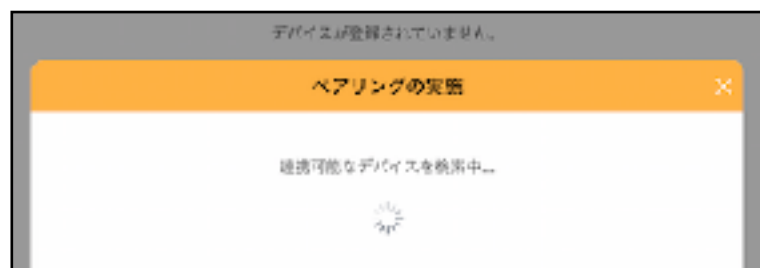 デバイスが登録されていません。
ペアリングの実施
連携可能なデバイスを検索中...